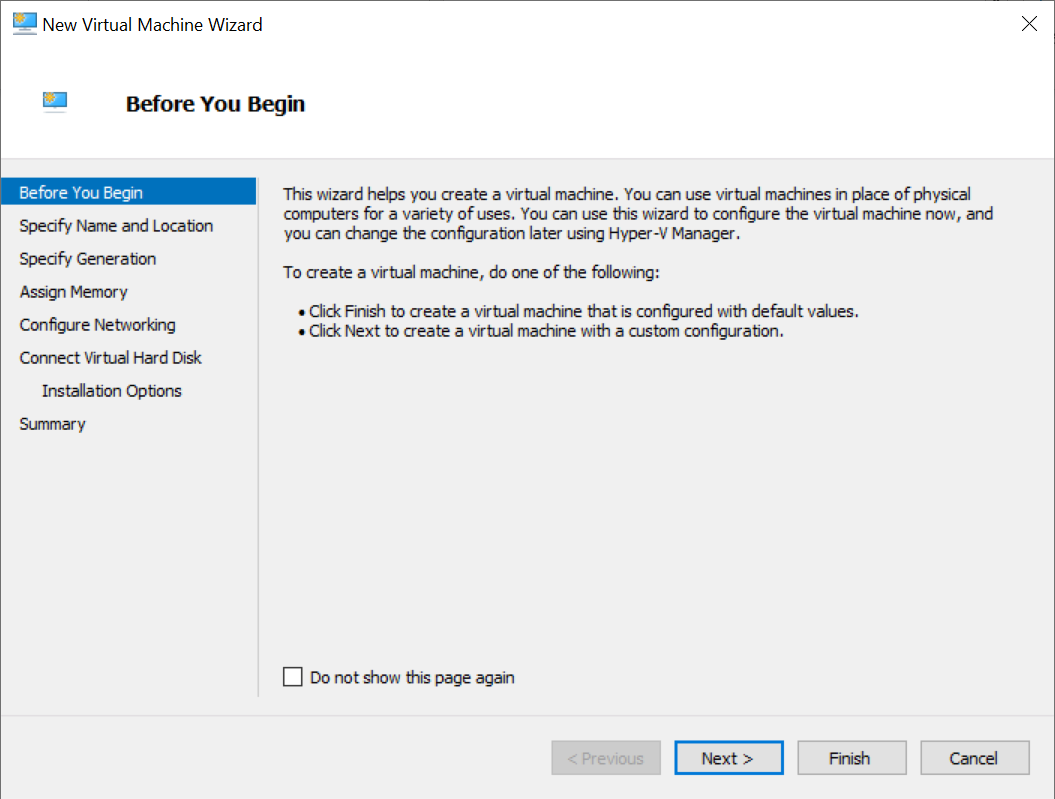 New Virtual Machine Wizard
Before You Begin
Before You Begin
Specify Name and Location
Specify Generation
Assign Memory
Configure Networking
Connect Virtual Hard Disk
Installation Options
Summary
This wizard helps you create a virtual machine. You can use virtual machines in place of physical
computers for a variety of uses. You can use this wizard to configure the virtual machine now, and
you can change the configuration later using Hyper-V Manager.
To create a virtual machine, do one of the following:
• Click Finish to create a virtual machine that is configured with default values.
• Click Next to create a virtual machine with a custom configuration.
Do not show this page again
< Previous
Next >
Finish
Cancel